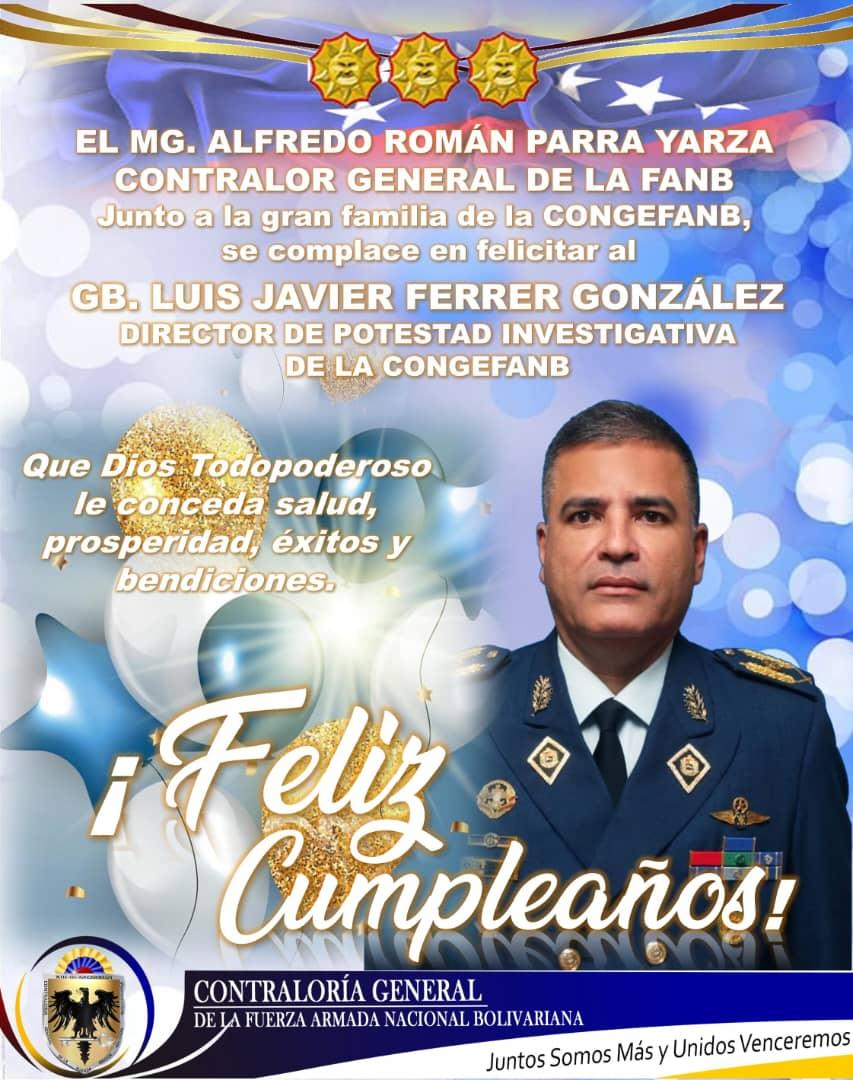 EL MG. ALFREDO ROMÁN PARRA YARZA
CONTRALOR GENERAL DE LA FANB
Junto a la gran familia de la CONGEFANB,
se complace en felicitar al
GB. LUIS JAVIER FERRER GONZÁLEZ
DIRECTOR DE POTESTAD INVESTIGATIVA
DE LA CONGEFANB
Que Dios Todopoderoso
le conceda salud,
prosperidad, éxitos y
bendiciones.
¡Feliz
Cumpleaños!
CONTRALORÍA GENERAL
DE LA FUERZA ARMADA NACIONAL BOLIVARIANA
Juntos Somos Más y Unidos Venceremos